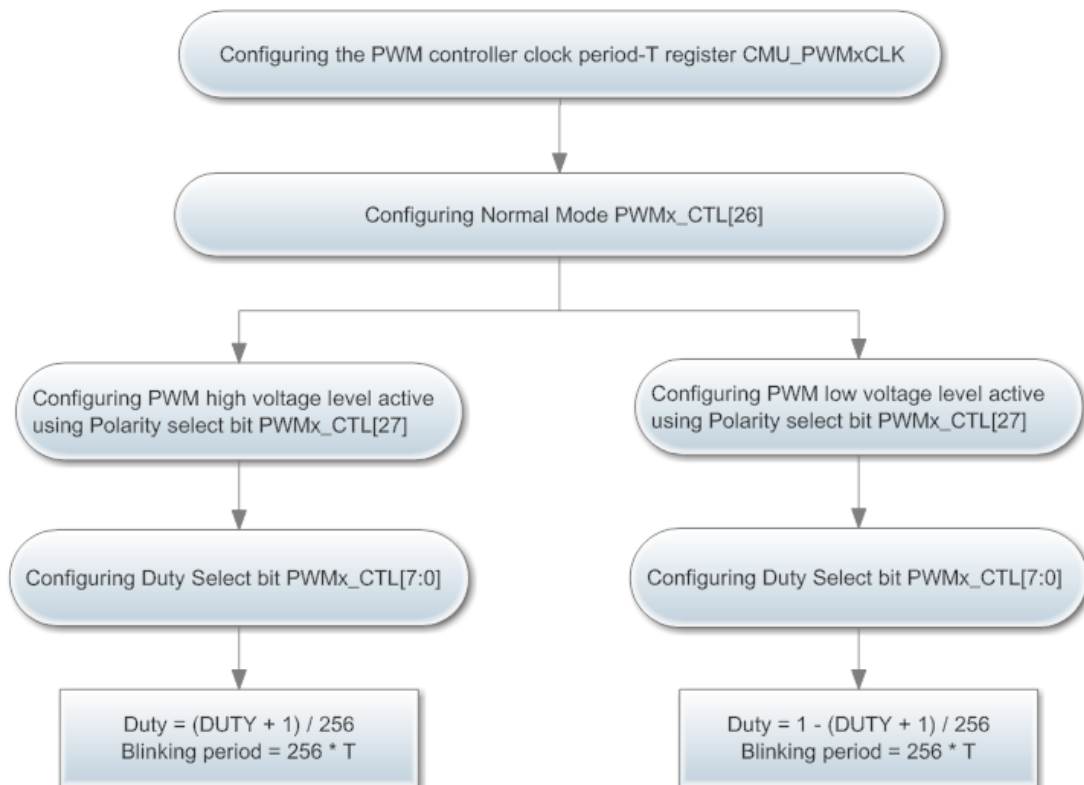 Configuring the PWM controller clock period-T register CMU_PWMxCLK
Configuring Normal Mode PWMx_CTL[26]
Configuring PWM high voltage level active
using Polarity select bit PWMx_CTL[27]
Configuring PWM low voltage level active
using Polarity select bit PWMx_CTL[27]
Configuring Duty Select bit PWMx_CTL[7:0]
Configuring Duty Select bit PWMx_CTL[7:0]
Duty = (DUTY + 1) / 256
Blinking period = 256 * T
Duty = 1 - (DUTY + 1) / 256
Blinking period = 256 * T